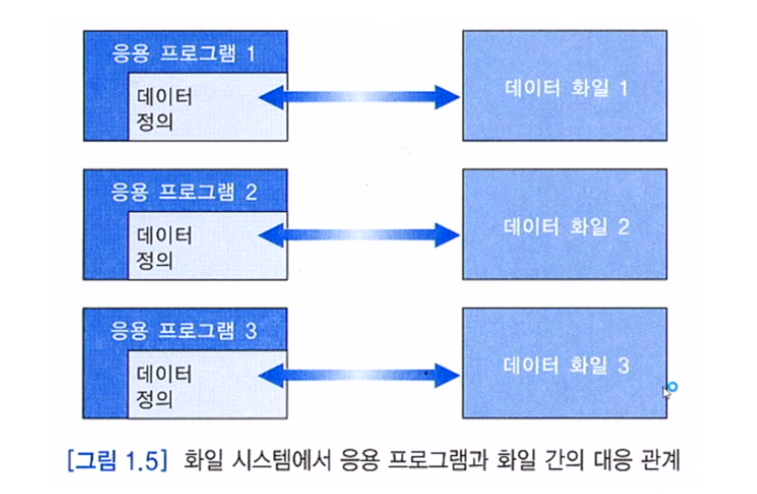 응용 프로그램 1
데이터
정의
데이터 화일 1
응용 프로그램 2
데이터
정의
데이터 화일 2
응용 프로그램 3
데이터
정의
데이터 화일 3
[그림 1.5] 화일 시스템에서 응용 프로그램과 화일 간의 대응 관계